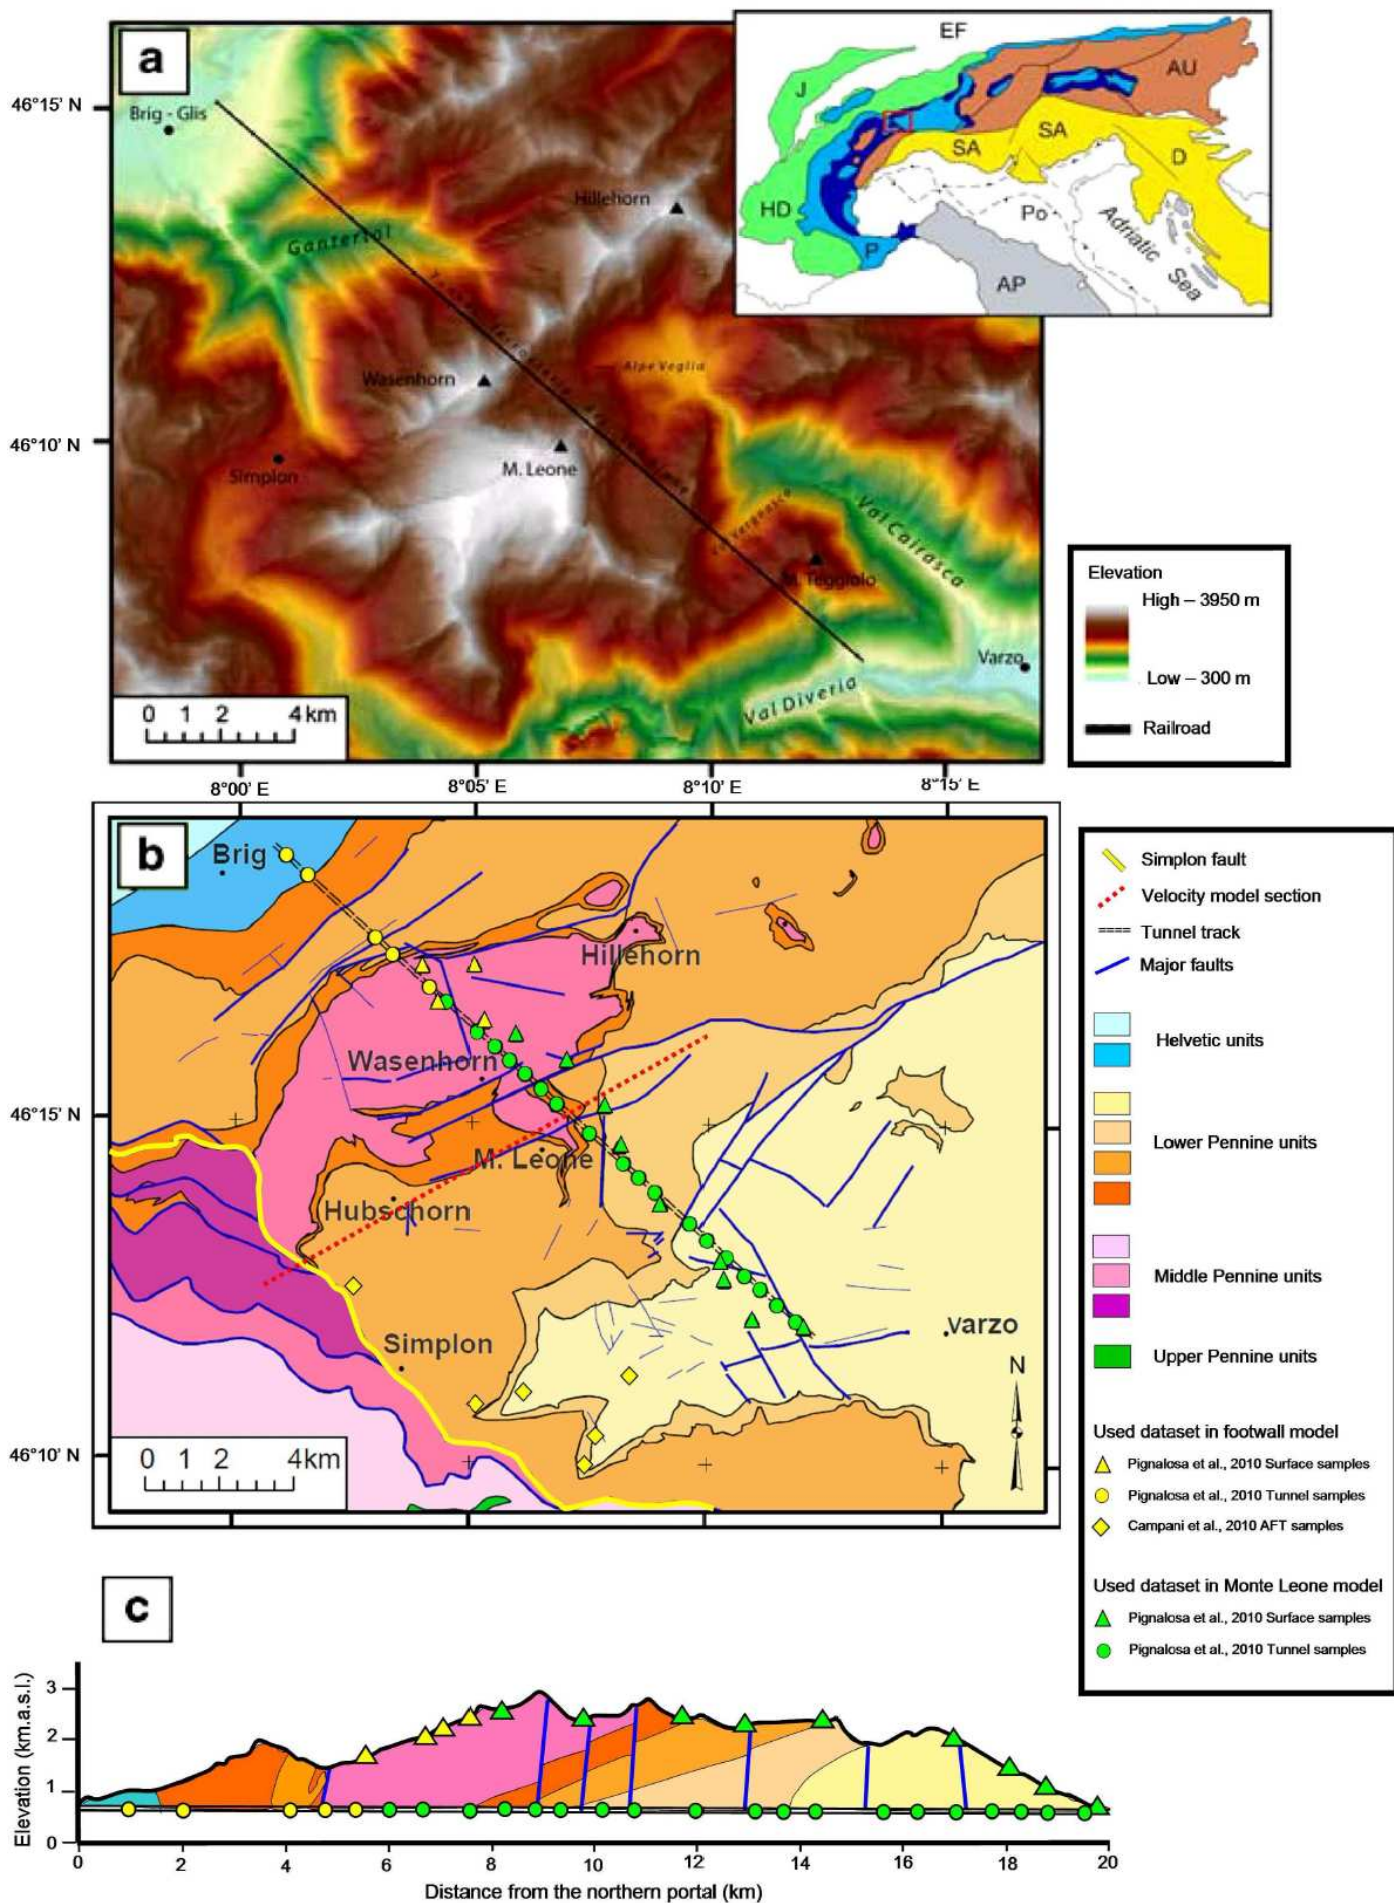 a
46°15' N
46°10' N
Brig - Glis
Gantertal
Hillehorn
Wasenhorn
Alpe Veglia
Simplon
M. Leone
Val Cairasca
M. Teggiolo
Varzo
Val Diveria
0 1 2 4 km
8°00' E 8°05' E 8°10' E 8°15' E
EF
J
AU
SA
SA
D
HD
Po
P
AP
Adriatic Sea
Elevation
High – 3950 m
Low – 300 m
Railroad
b
Brig
Hillehorn
Wasenhorn
46°15' N
M. Leone
Hubschorn
Simplon
Varzo
N
46°10' N
0 1 2 4km
Simplon fault
Velocity model section
Tunnel track
Major faults
Helvetic units
Lower Pennine units
Middle Pennine units
Upper Pennine units
Used dataset in footwall model
Pignalosa et al., 2010 Surface samples
Pignalosa et al., 2010 Tunnel samples
Campani et al., 2010 AFT samples
Used dataset in Monte Leone model
Pignalosa et al., 2010 Surface samples
Pignalosa et al., 2010 Tunnel samples
c
Elevation (km.a.s.l.)
3
2
1
0
0 2 4 6 8 10 12 14 16 18 20
Distance from the northern portal (km)